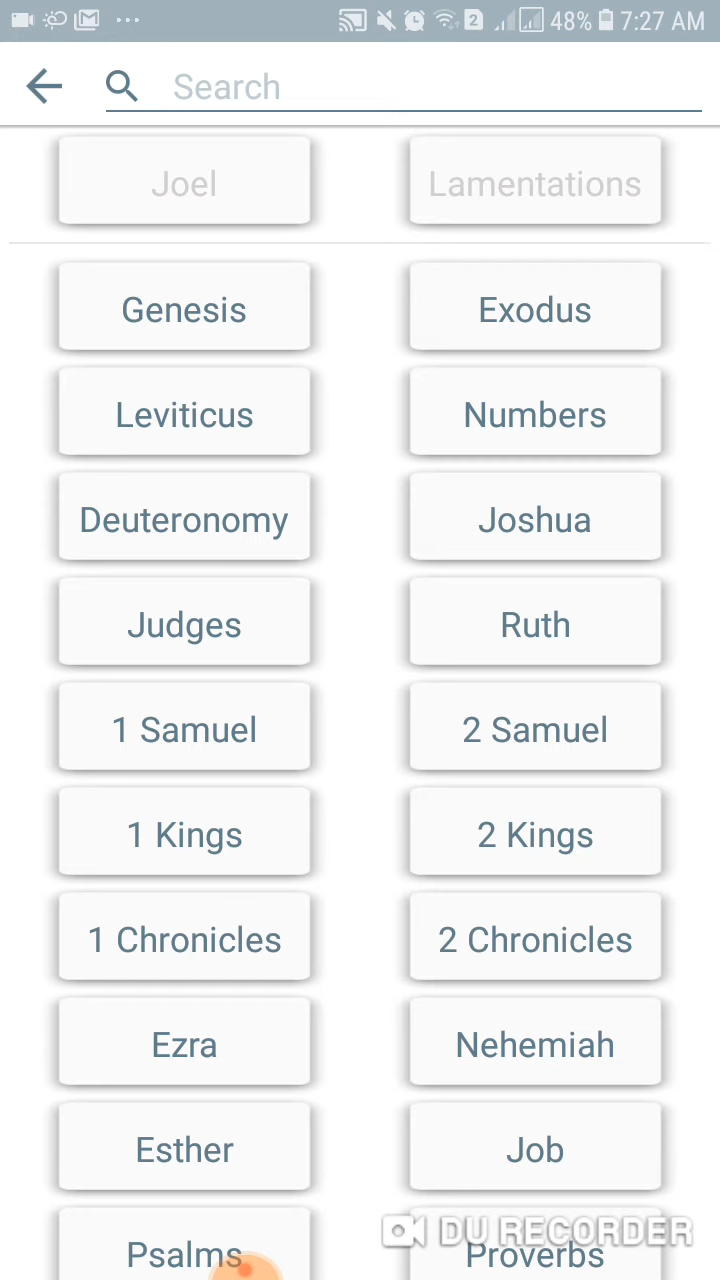 2 48% 7:27 AM
Search
Joel Lamentations
Genesis Exodus
Leviticus Numbers
Deuteronomy Joshua
Judges Ruth
1 Samuel 2 Samuel
1 Kings 2 Kings
1 Chronicles 2 Chronicles
Ezra Nehemiah
Esther Job
DU RECORDER
Psalms Proverbs